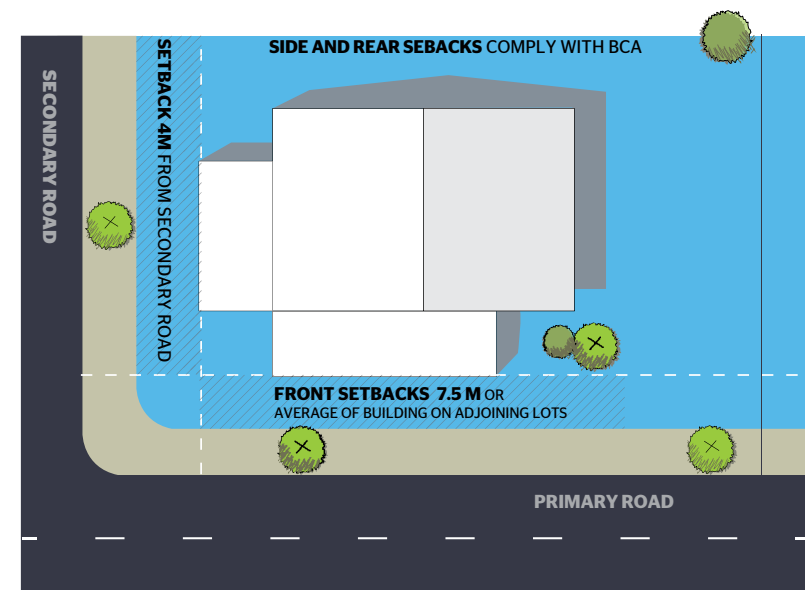 SIDE AND REAR SEBACKS COMPLY WITH BCA
SECONDARY ROAD
SETBACK 4M FROM SECONDARY ROAD
FRONT SETBACKS 7.5 M OR
AVERAGE OF BUILDING ON ADJOINING LOTS
PRIMARY ROAD